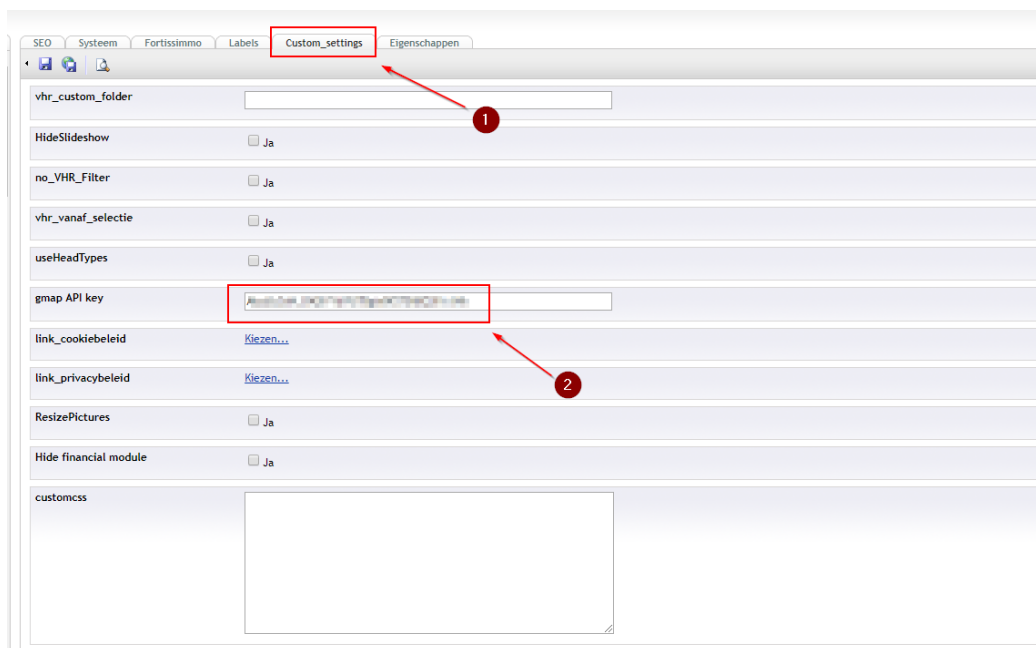 SEO Systeem Fortissimo Labels Custom_settings Eigenschappen
vhr_custom_folder
1
HideSlideshow Ja
no_VHR_Filter Ja
vhr_vanaf_selectie Ja
useHeadTypes Ja
gmap API key
link_cookiebeleid Kiezen...
link_privacybeleid Kiezen...
2
ResizePictures Ja
Hide financial module Ja
customcss